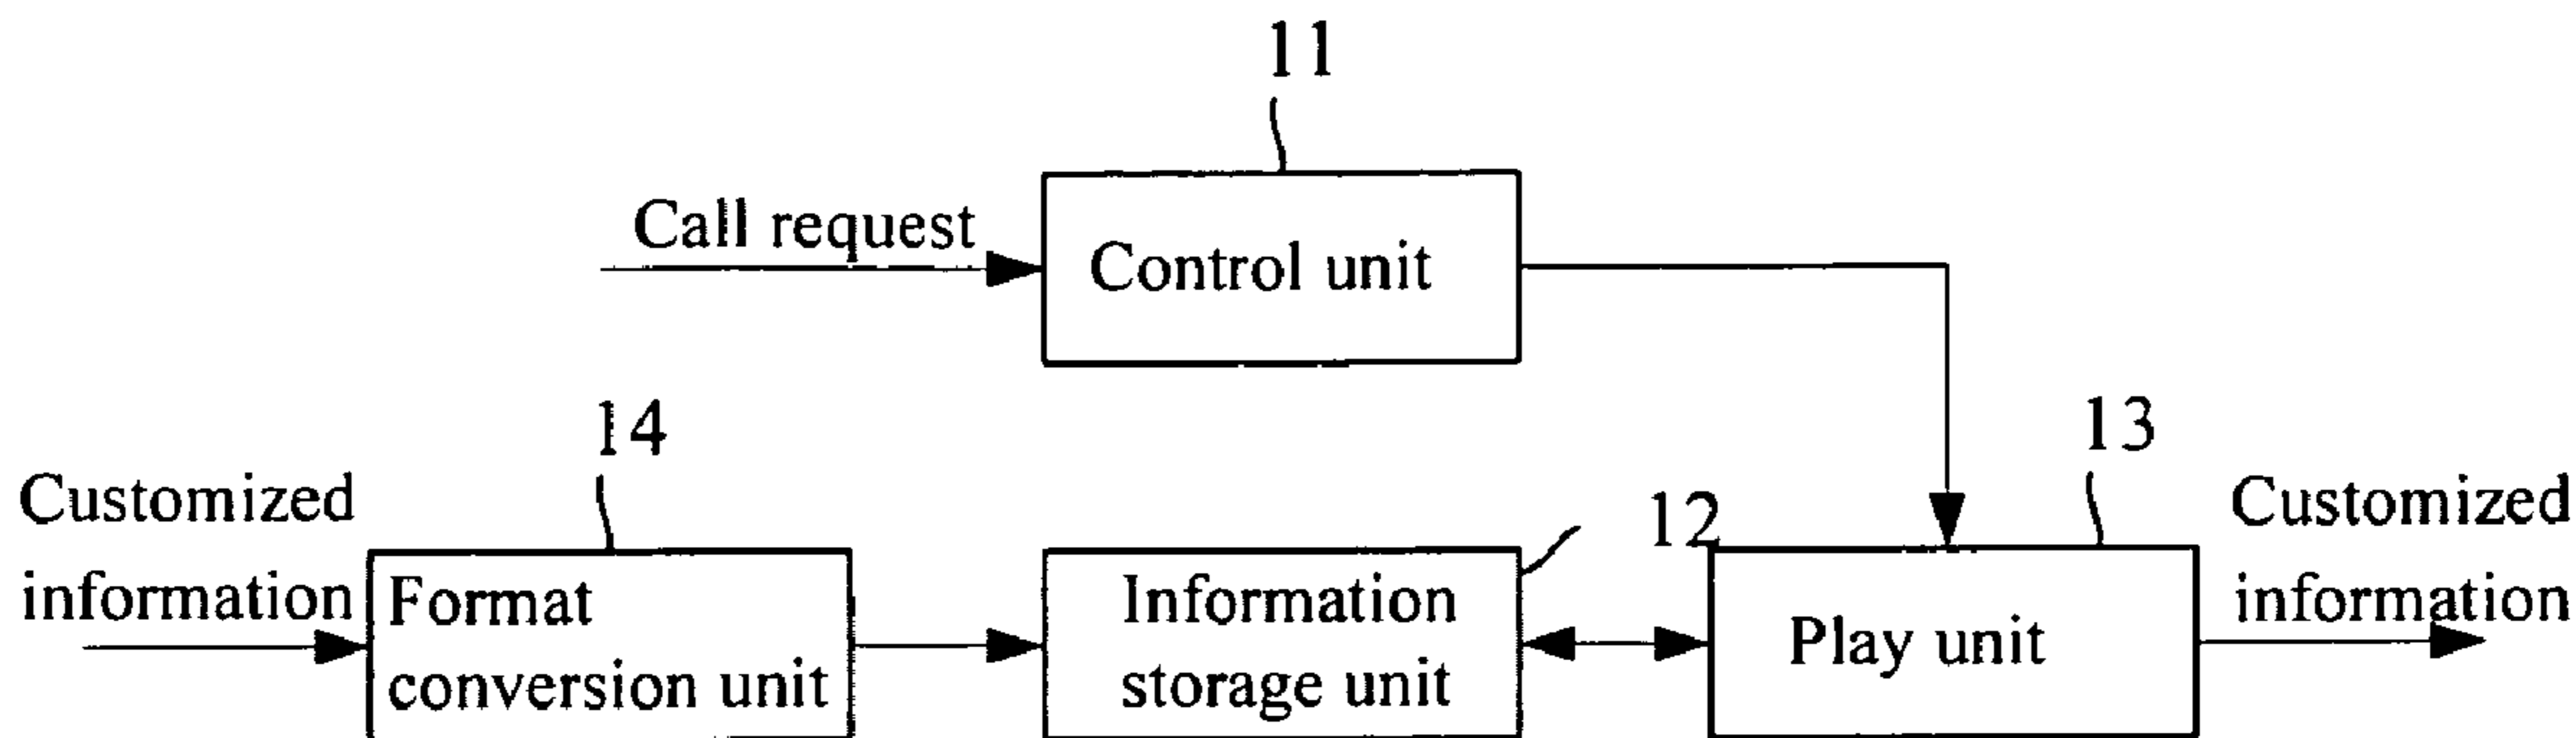 11
Call request
Control unit
14
13
Customized
information
12
Customized
information
Format
conversion unit
Information
storage unit
Play unit